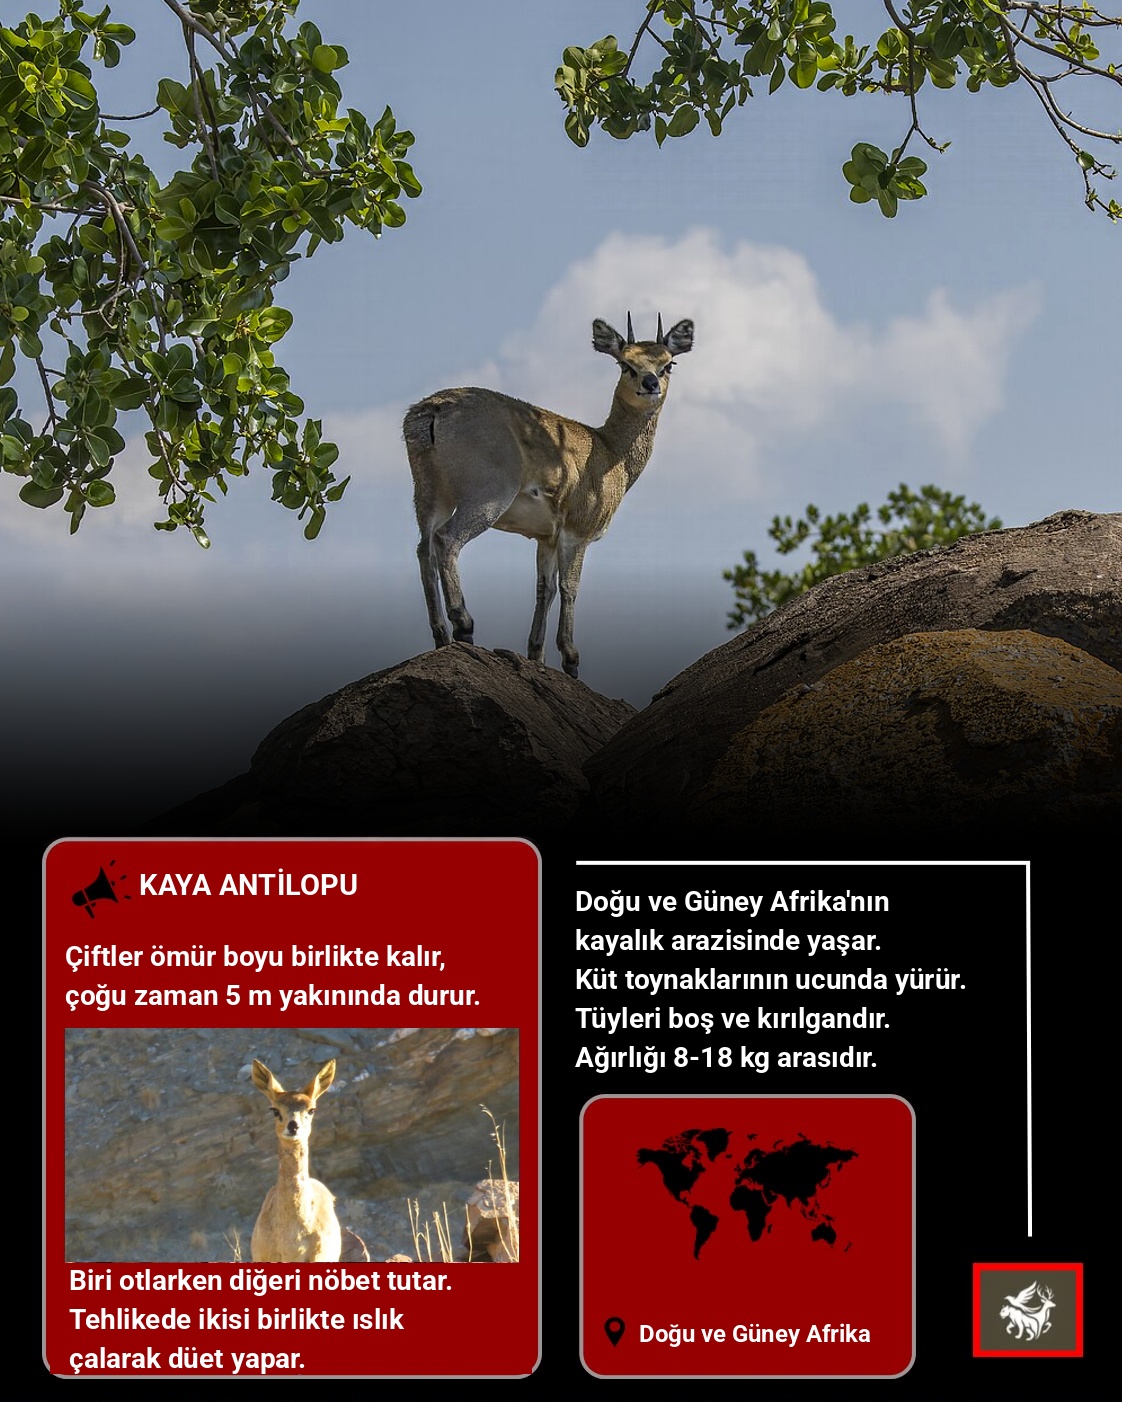 KAYA ANTİLOPU
Çiftler ömür boyu birlikte kalır,
çoğu zaman 5 m yakınında durur.
Biri otlarken diğeri nöbet tutar.
Tehlikede ikisi birlikte ıslık
çalarak düet yapar.
Doğu ve Güney Afrika'nın
kayalık arazisinde yaşar.
Küt toynaklarının ucunda yürür.
Tüyleri boş ve kırılgandır.
Ağırlığı 8-18 kg arasıdır.
Doğu ve Güney Afrika